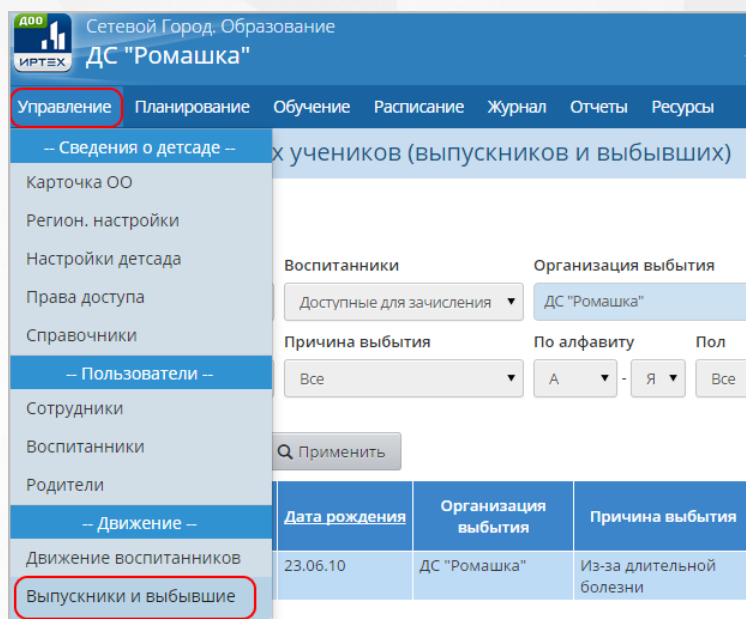 ДОО
ИРТЕХ
Сетевой Город. Образование
ДС "Ромашка"
Управление Планирование Обучение Расписание Журнал Отчеты Ресурсы
-- Сведения о детсаде --
х учеников (выпускников и выбывших)
Карточка ОО
Регион. настройки
Настройки детсада
Права доступа
Справочники
-- Пользователи --
Сотрудники
Воспитанники
Родители
-- Движение --
Движение воспитанников
Выпускники и выбывшие
Воспитанники Организация выбытия
Доступные для зачисления ДС "Ромашка"
Причина выбытия По алфавиту Пол
Все А - Я Все
Применить
Дата рождения Организация выбытия Причина выбытия
23.06.10 ДС "Ромашка" Из-за длительной
болезни